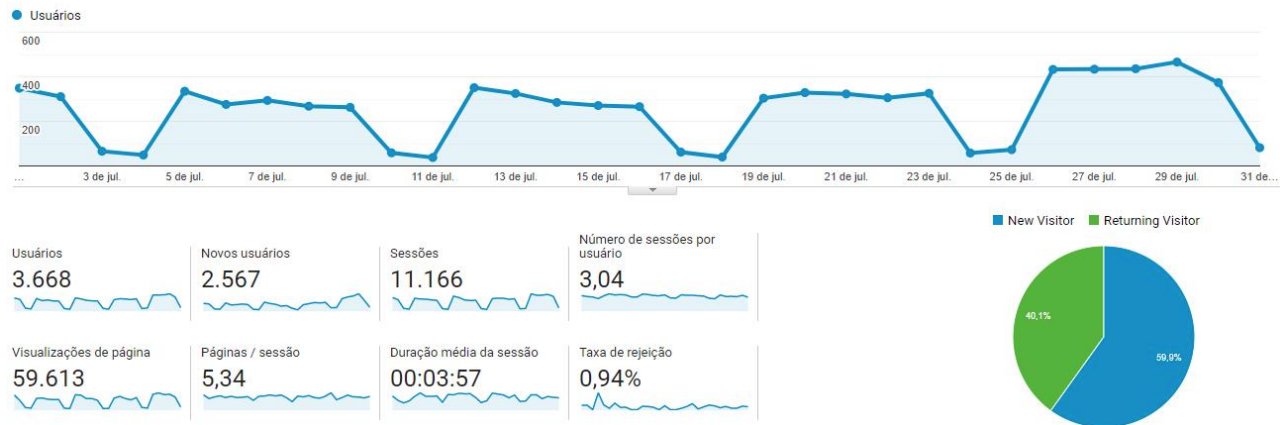 Usuários
600
400
200
... 3 de jul. 5 de jul. 7 de jul. 9 de jul. 11 de jul. 13 de jul. 15 de jul. 17 de jul. 19 de jul. 21 de jul. 23 de jul. 25 de jul. 27 de jul. 29 de jul. 31 de...
New Visitor Returning Visitor
Usuários
3.668
Novos usuários
2.567
Sessões
11.166
Número de sessões por
usuário
3,04
Visualizações de página
59.613
Páginas / sessão
5,34
Duração média da sessão
00:03:57
Taxa de rejeição
0,94%
40,1%
59,9%